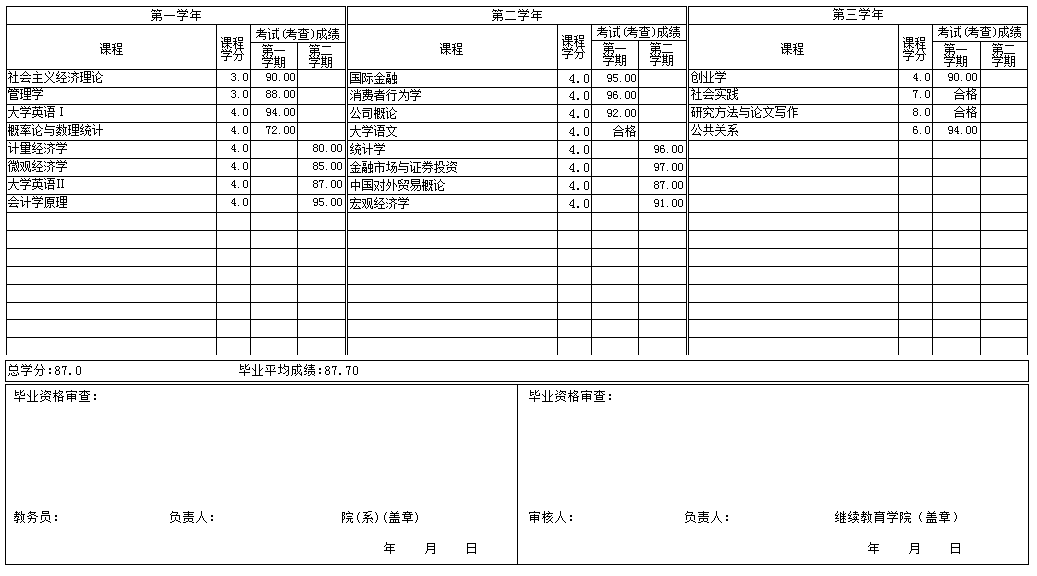 第一学年 第二学年 第三学年
课程 课程学分 考试(考查)成绩 课程 课程学分 考试(考查)成绩 课程 课程学分 考试(考查)成绩
第一学期 第二学期 第一学期 第二学期 第一学期 第二学期
社会主义经济理论 3.0 90.00 国际金融 4.0 95.00 创业学 4.0 90.00
管理学 3.0 88.00 消费者行为学 4.0 96.00 社会实践 7.0 合格
大学英语Ⅰ 4.0 94.00 公司概论 4.0 92.00 研究方法与论文写作 8.0 合格
概率论与数理统计 4.0 72.00 大学语文 4.0 合格 公共关系 6.0 94.00
计量经济学 4.0 80.00 统计学 4.0 96.00
微观经济学 4.0 85.00 金融市场与证券投资 4.0 97.00
大学英语Ⅱ 4.0 87.00 中国对外贸易概论 4.0 87.00
会计学原理 4.0 95.00 宏观经济学 4.0 91.00
总学分:87.0 毕业平均成绩:87.70
毕业资格审查: 毕业资格审查:
教务员: 负责人: 院(系)(盖章) 审核人: 负责人: 继续教育学院（盖章）
年 月 日 年 月 日